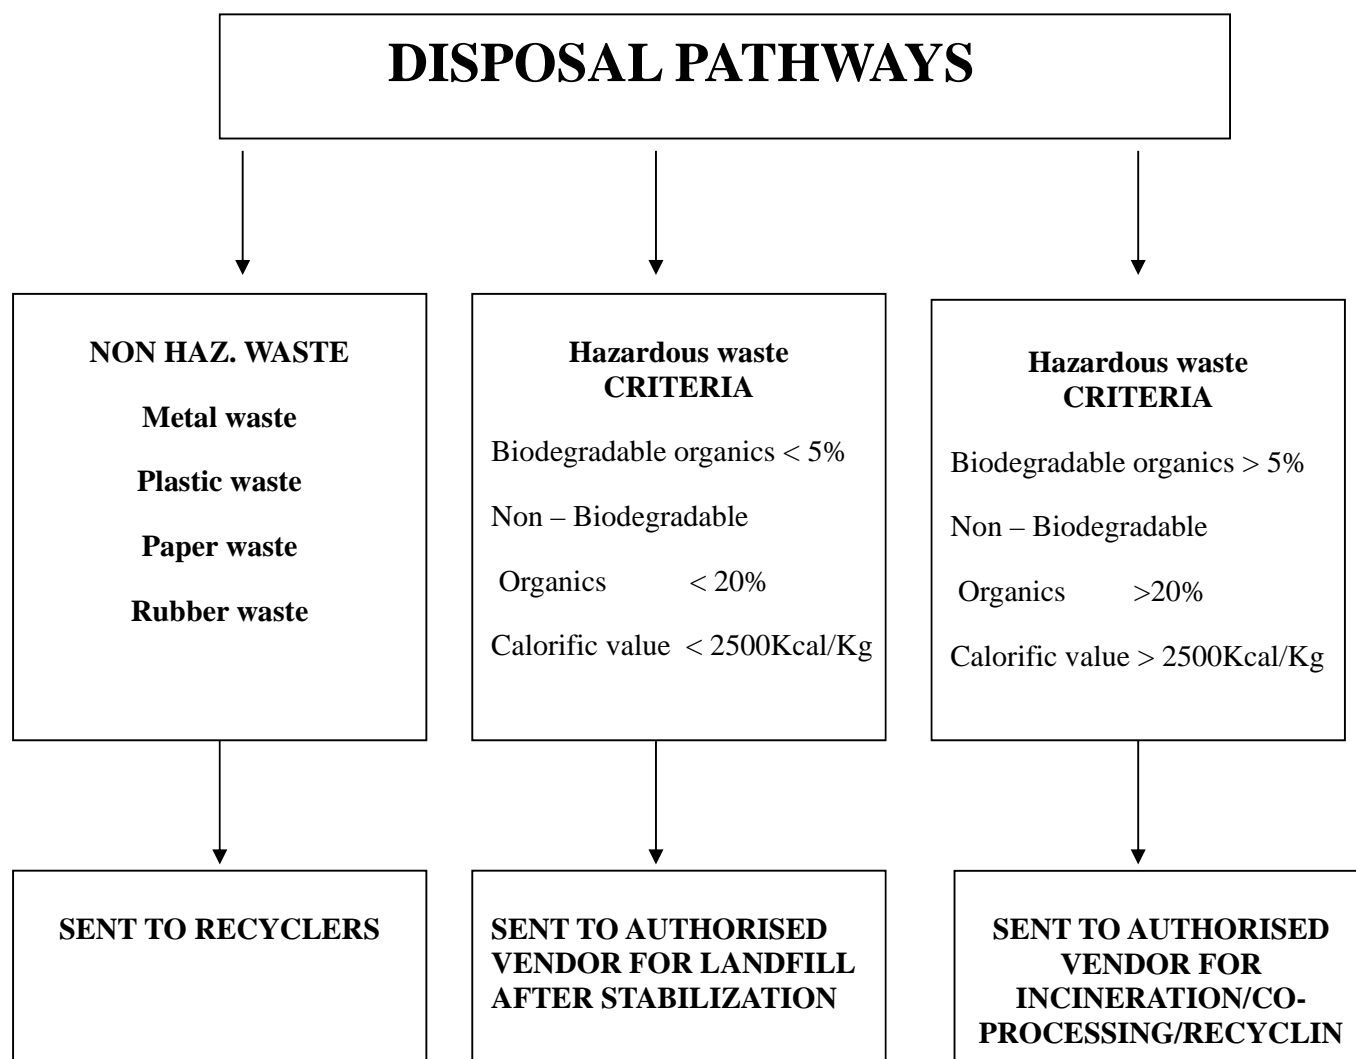 DISPOSAL PATHWAYS
NON HAZ. WASTE
Metal waste
Plastic waste
Paper waste
Rubber waste
Hazardous waste
CRITERIA
Biodegradable organics < 5%
Non – Biodegradable
Organics < 20%
Calorific value < 2500Kcal/Kg
Hazardous waste
CRITERIA
Biodegradable organics > 5%
Non – Biodegradable
Organics >20%
Calorific value > 2500Kcal/Kg
SENT TO RECYCLERS
SENT TO AUTHORISED
VENDOR FOR LANDFILL
AFTER STABILIZATION
SENT TO AUTHORISED
VENDOR FOR
INCINERATION/CO-
PROCESSING/RECYCLIN